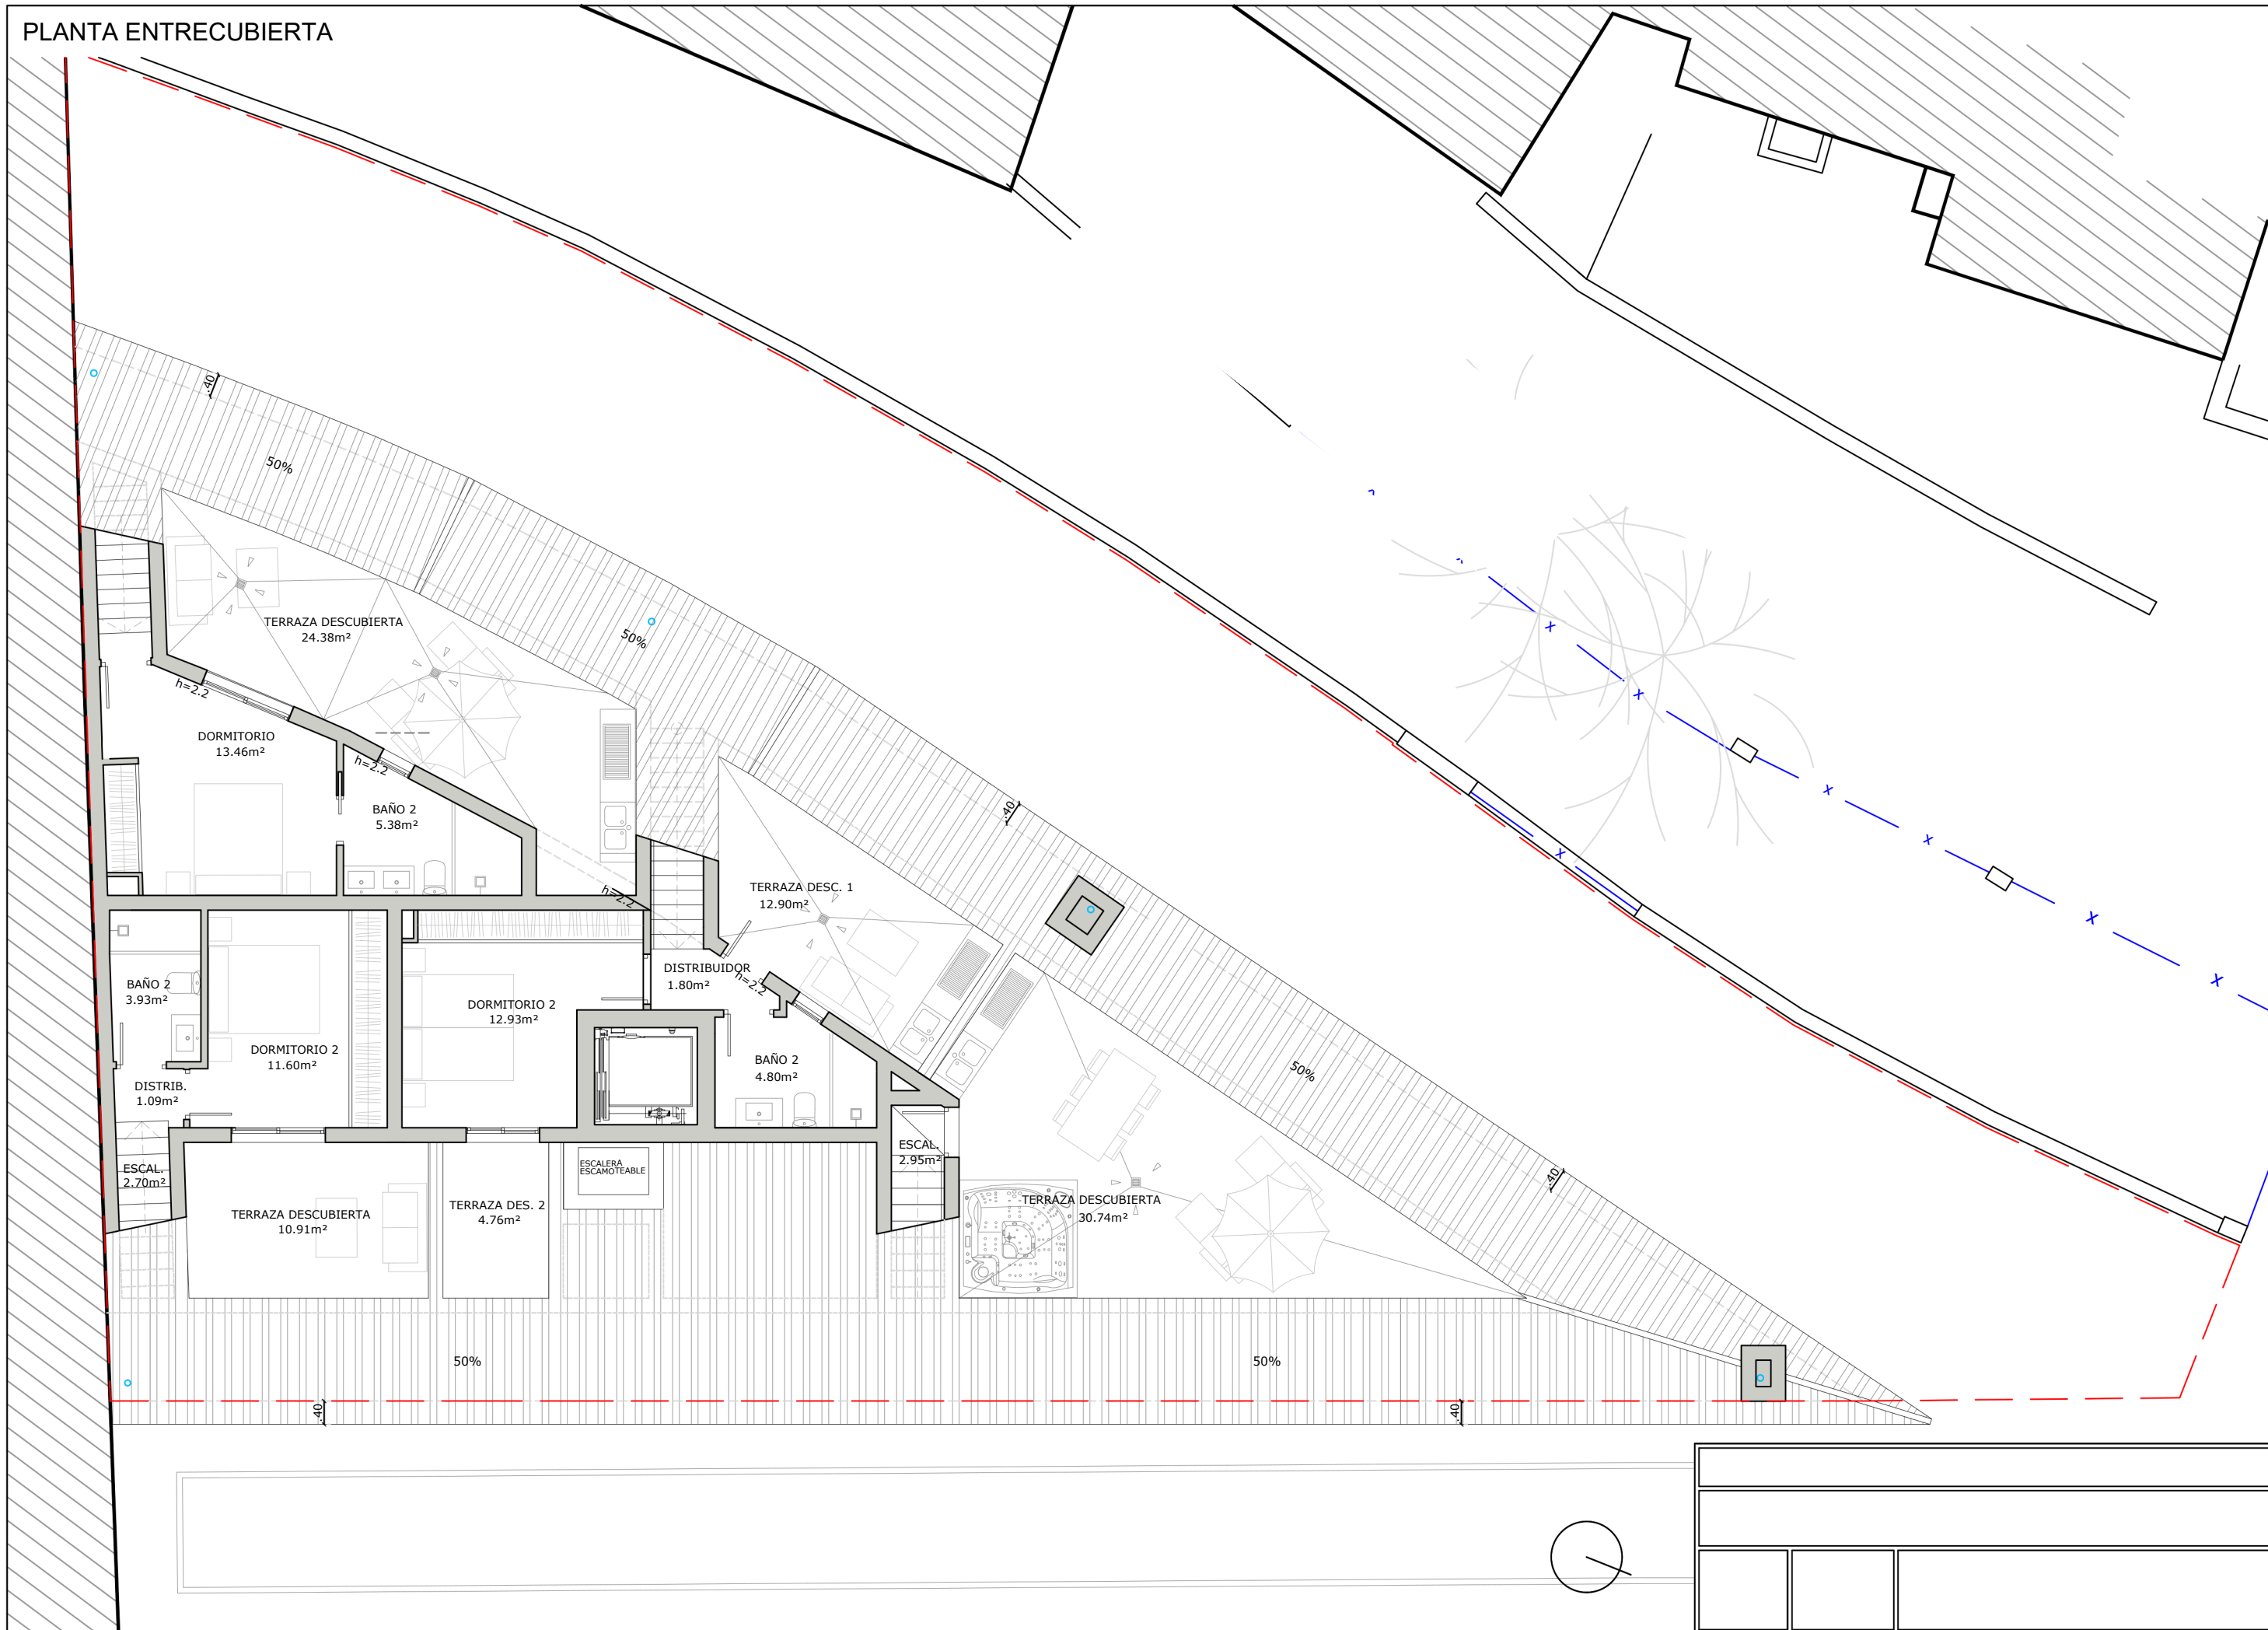 PLANTA ENTRECUBIERTA
.40
50%
TERRAZA DESCUBIERTA
24.38m²
50%
h=2.2
DORMITORIO
13.46m²
h=2.2
BAÑO 2
5.38m²
.40
h=2.2
TERRAZA DESC. 1
12.90m²
DISTRIBUIDOR
1.80m²
h=2.2
BAÑO 2
3.93m²
DORMITORIO 2
12.93m²
DORMITORIO 2
11.60m²
BAÑO 2
4.80m²
50%
DISTRIB.
1.09m²
ESCAL.
2.70m²
ESCALERA
ESCAMOTEABLE
ESCAL.
2.95m²
.40
TERRAZA DESCUBIERTA
10.91m²
TERRAZA DES. 2
4.76m²
TERRAZA DESCUBIERTA
30.74m²
50%
50%
.40
.40
x
x
x
x
x
x
x